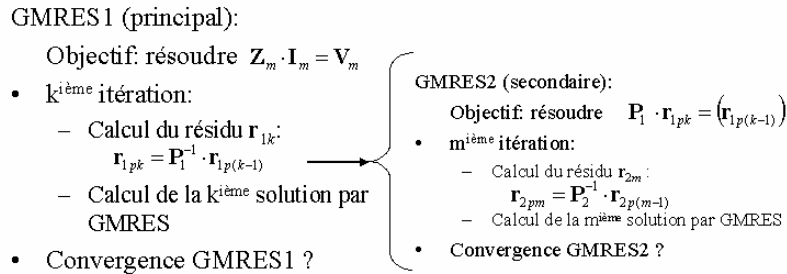 GMRES1 (principal):
Objectif: résoudre Z_m · I_m = V_m
• k^ième itération:
– Calcul du résidu r_1k:
r_1pk = P_1^-1 · r_1p(k-1)
– Calcul de la k^ième solution par
GMRES
• Convergence GMRES1 ?
GMRES2 (secondaire):
Objectif: résoudre P_1 · r_1pk = (r_1p(k-1))
• m^ième itération:
– Calcul du résidu r_2m :
r_2pm = P_2^-1 · r_2p(m-1)
– Calcul de la m^ième solution par GMRES
• Convergence GMRES2 ?